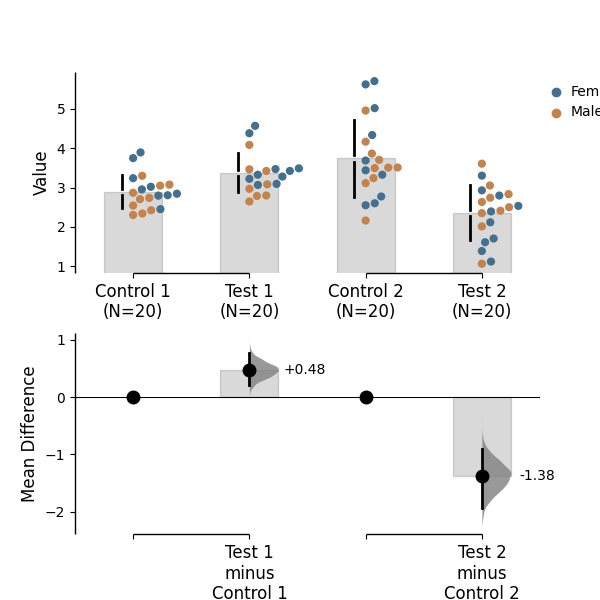 Value
5
4
3
2
1
Fem
Male
Control 1
(N=20)
Test 1
(N=20)
Control 2
(N=20)
Test 2
(N=20)
Mean Difference
1
0
−1
−2
+0.48
-1.38
Test 1
minus
Control 1
Test 2
minus
Control 2